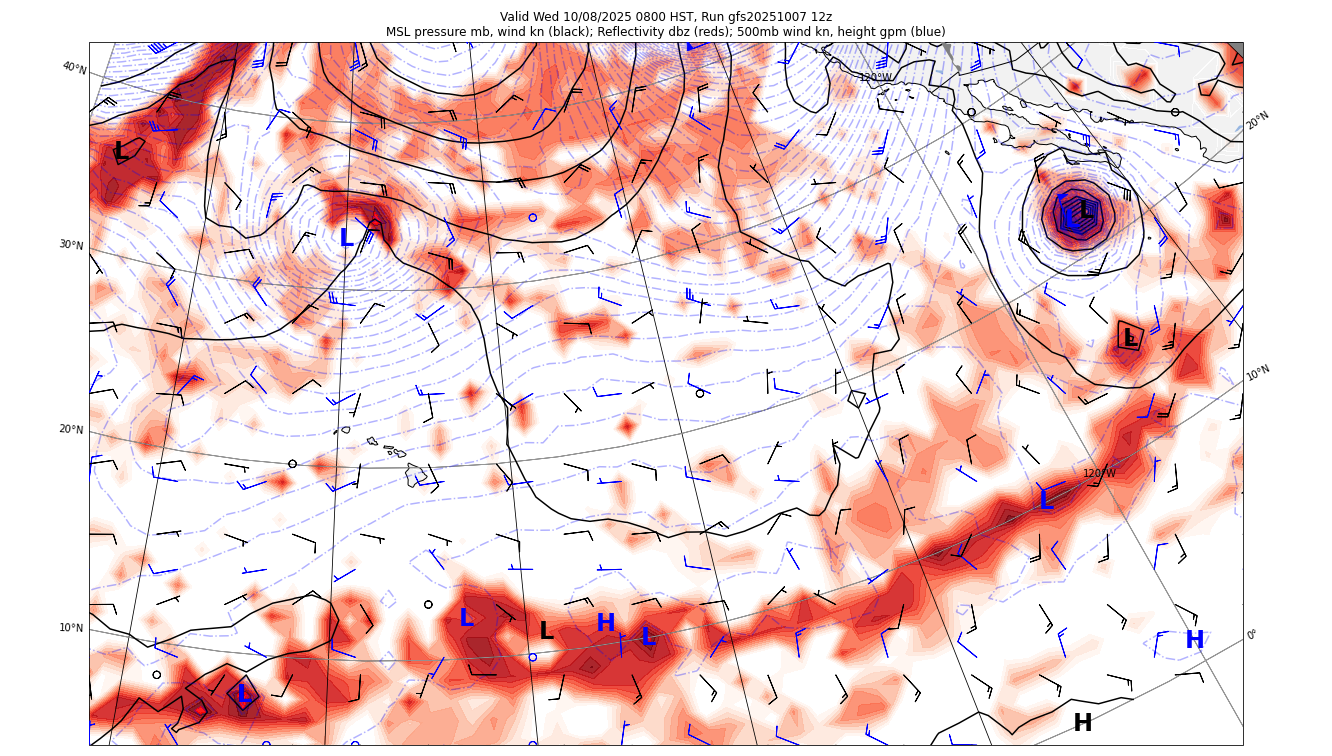 Valid Wed 10/08/2025 0800 HST, Run gfs20251007 12z
MSL pressure mb, wind kn (black); Reflectivity dbz (reds); 500mb wind kn, height gpm (blue)
L
40°N
120°W
20°N
L
L
L
L
30°N
L
L
10°N
20°N
120°W
L
L
H
L
L
10°N
H
0°
L
H